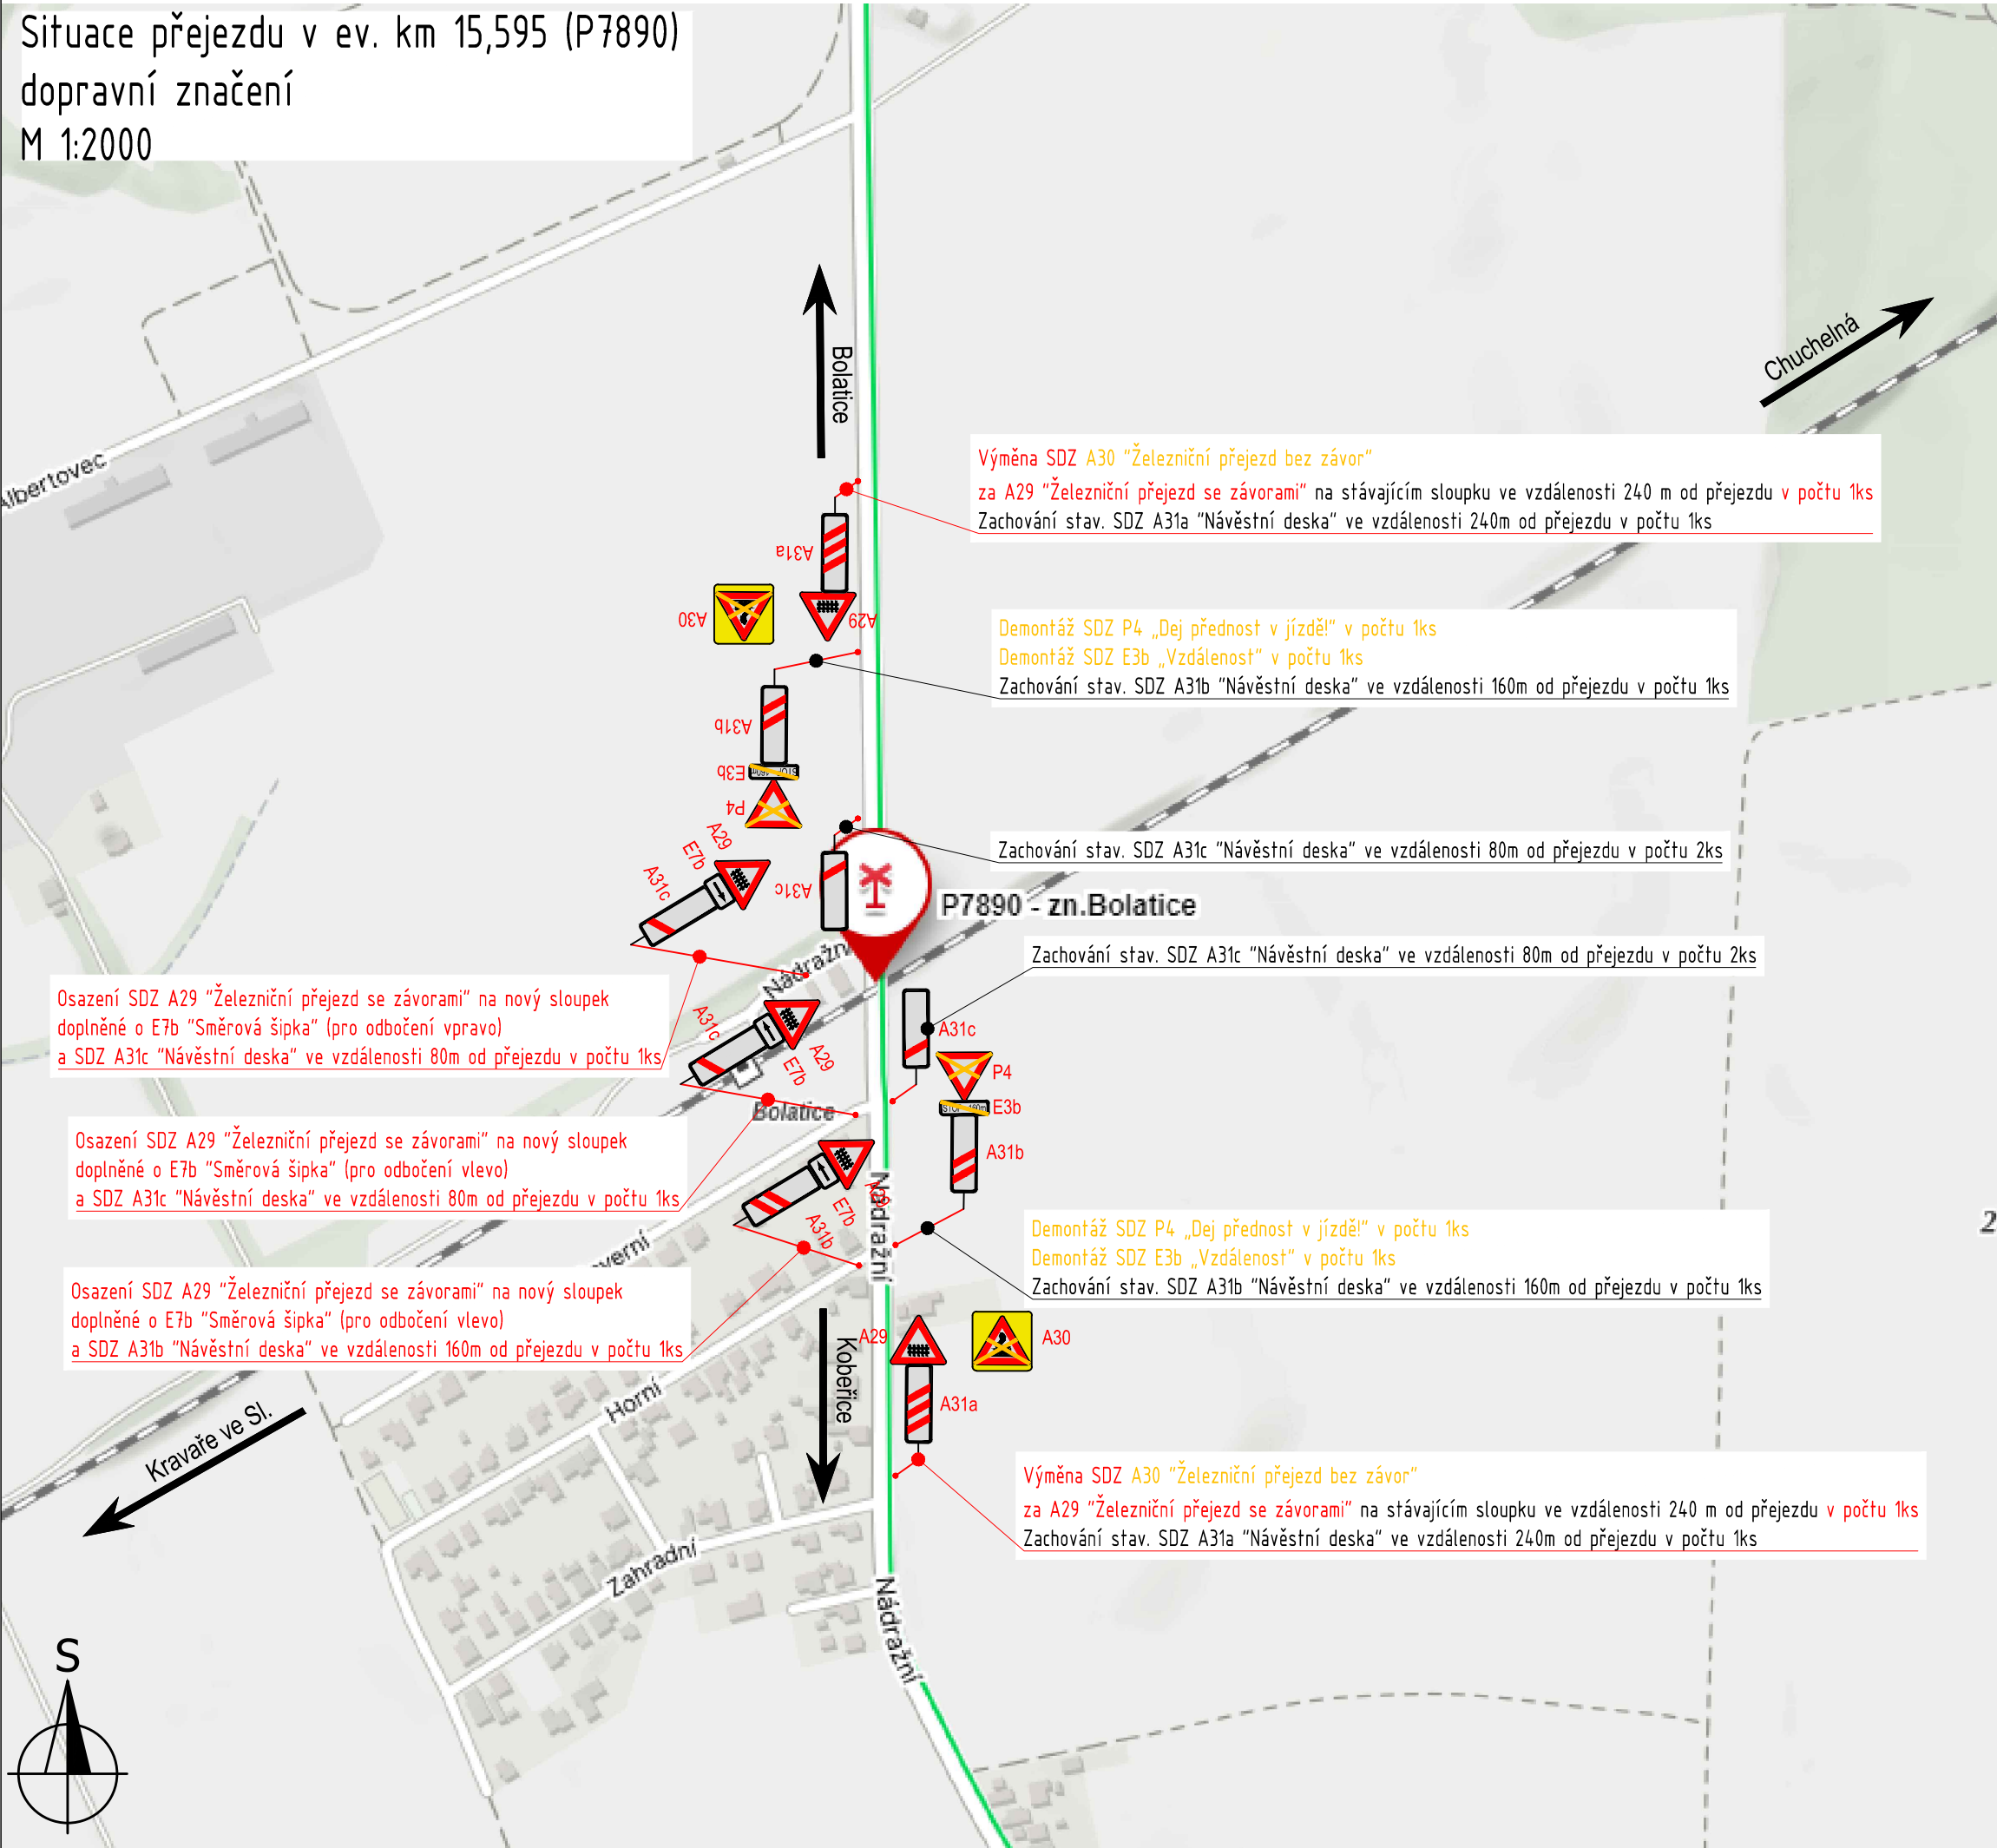 Situace přejezdu v ev. km 15,595 (P7890)
dopravní značení
M 1:2000
Chuchelná
Bolatice
Albertovec
Výměna SDZ A30 "Železniční přejezd bez závor"
za A29 "Železniční přejezd se závorami" na stávajícím sloupku ve vzdálenosti 240 m od přejezdu v počtu 1ks
Zachování stav. SDZ A31a "Návěstní deska" ve vzdálenosti 240m od přejezdu v počtu 1ks
A31a
A30
A29
Demontáž SDZ P4 „Dej přednost v jízdě!" v počtu 1ks
Demontáž SDZ E3b „Vzdálenost" v počtu 1ks
Zachování stav. SDZ A31b "Návěstní deska" ve vzdálenosti 160m od přejezdu v počtu 1ks
A31b
E3b
P4
Zachování stav. SDZ A31c "Návěstní deska" ve vzdálenosti 80m od přejezdu v počtu 2ks
A29
E7b
A31c
A31c
P7890 - zn.Bolatice
Zachování stav. SDZ A31c "Návěstní deska" ve vzdálenosti 80m od přejezdu v počtu 2ks
Nádražní
Osazení SDZ A29 "Železniční přejezd se závorami" na nový sloupek
doplněné o E7b "Směrová šipka" (pro odbočení vpravo)
a SDZ A31c "Návěstní deska" ve vzdálenosti 80m od přejezdu v počtu 1ks
A31c
A29
E7b
A31c
P4
STOP 160m
E3b
Bolatice
A31b
Osazení SDZ A29 "Železniční přejezd se závorami" na nový sloupek
doplněné o E7b "Směrová šipka" (pro odbočení vlevo)
a SDZ A31c "Návěstní deska" ve vzdálenosti 80m od přejezdu v počtu 1ks
A29
E7b
A31b
Nádražní
Demontáž SDZ P4 „Dej přednost v jízdě!" v počtu 1ks
Demontáž SDZ E3b „Vzdálenost" v počtu 1ks
Zachování stav. SDZ A31b "Návěstní deska" ve vzdálenosti 160m od přejezdu v počtu 1ks
2
verní
Osazení SDZ A29 "Železniční přejezd se závorami" na nový sloupek
doplněné o E7b "Směrová šipka" (pro odbočení vlevo)
a SDZ A31b "Návěstní deska" ve vzdálenosti 160m od přejezdu v počtu 1ks
A29
A30
A31a
Kobeřice
Horní
Kravaře ve Sl.
Výměna SDZ A30 "Železniční přejezd bez závor"
za A29 "Železniční přejezd se závorami" na stávajícím sloupku ve vzdálenosti 240 m od přejezdu v počtu 1ks
Zachování stav. SDZ A31a "Návěstní deska" ve vzdálenosti 240m od přejezdu v počtu 1ks
Zahradní
Nádražní
S